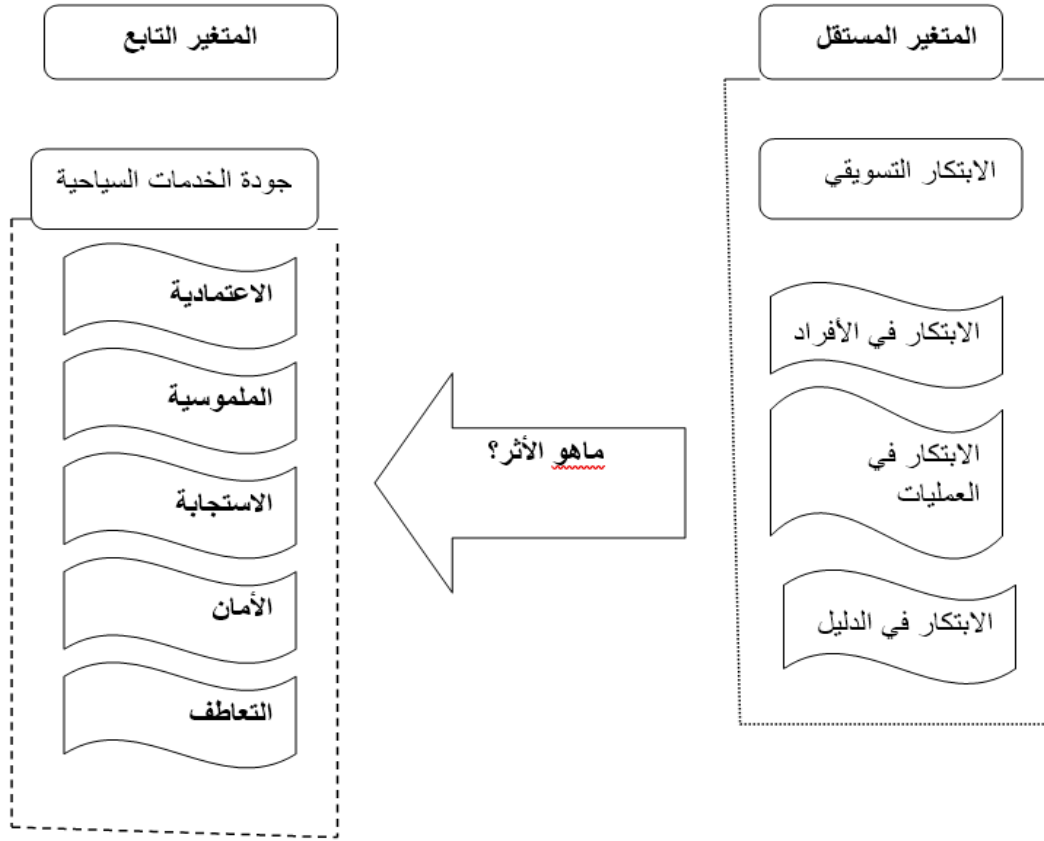 المتغير المستقل
المتغير التابع
الابتكار التسويقي
جودة الخدمات السياحية
الابتكار في الأفراد
الابتكار في
العمليات
الابتكار في الدليل
ماهو الأثر؟
الاعتمادية
الملموسية
الاستجابة
الأمان
التعاطف